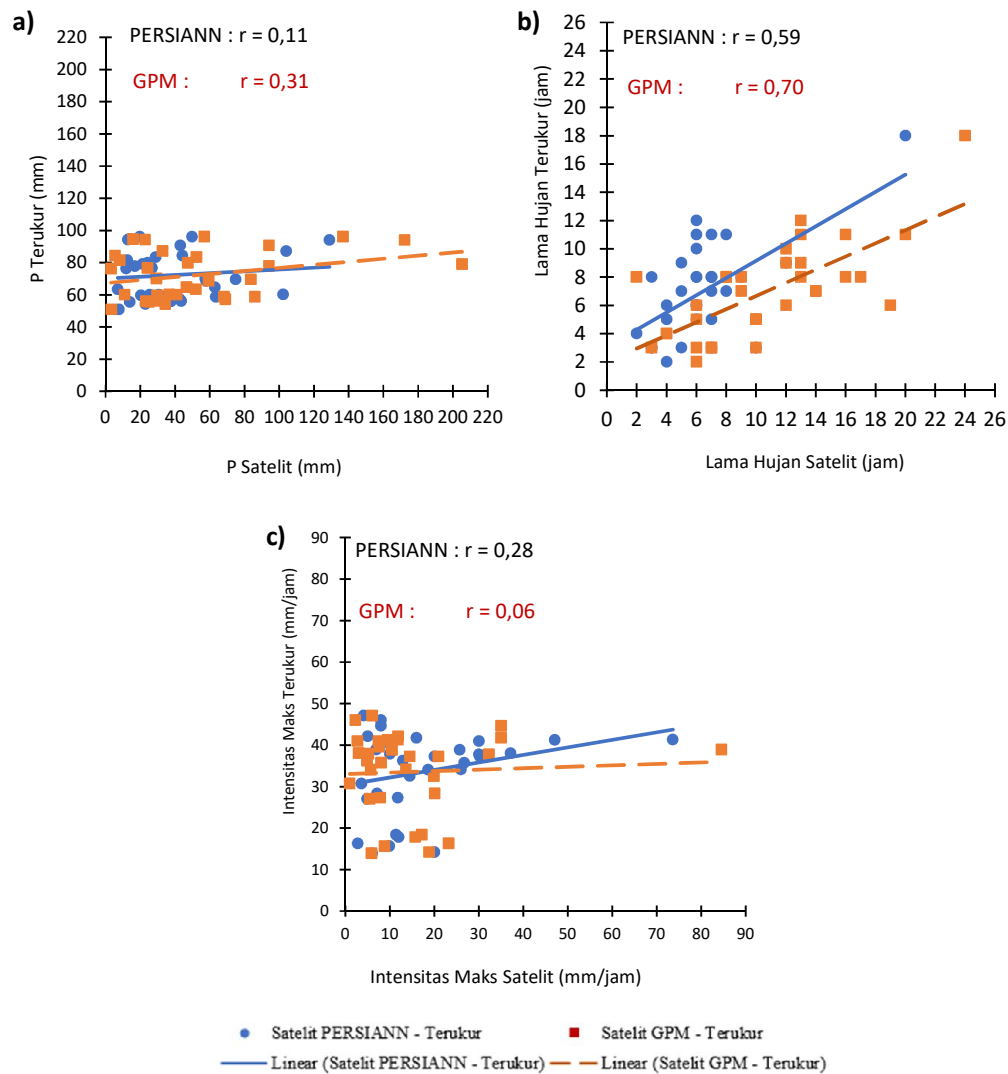 a)
PERSIANN : r = 0,11
GPM : r = 0,31
P Terukur (mm)
220
200
180
160
140
120
100
80
60
40
20
0
0 20 40 60 80 100 120 140 160 180 200 220
P Satelit (mm)
b)
PERSIANN : r = 0,59
GPM : r = 0,70
Lama Hujan Terukur (jam)
26
24
22
20
18
16
14
12
10
8
6
4
2
0
0 2 4 6 8 10 12 14 16 18 20 22 24 26
Lama Hujan Satelit (jam)
c)
PERSIANN : r = 0,28
GPM : r = 0,06
Intensitas Maks Terukur (mm/jam)
90
80
70
60
50
40
30
20
10
0
0 10 20 30 40 50 60 70 80 90
Intensitas Maks Satelit (mm/jam)
Satelit PERSIANN - Terukur Satelit GPM - Terukur
Linear (Satelit PERSIANN - Terukur) Linear (Satelit GPM - Terukur)